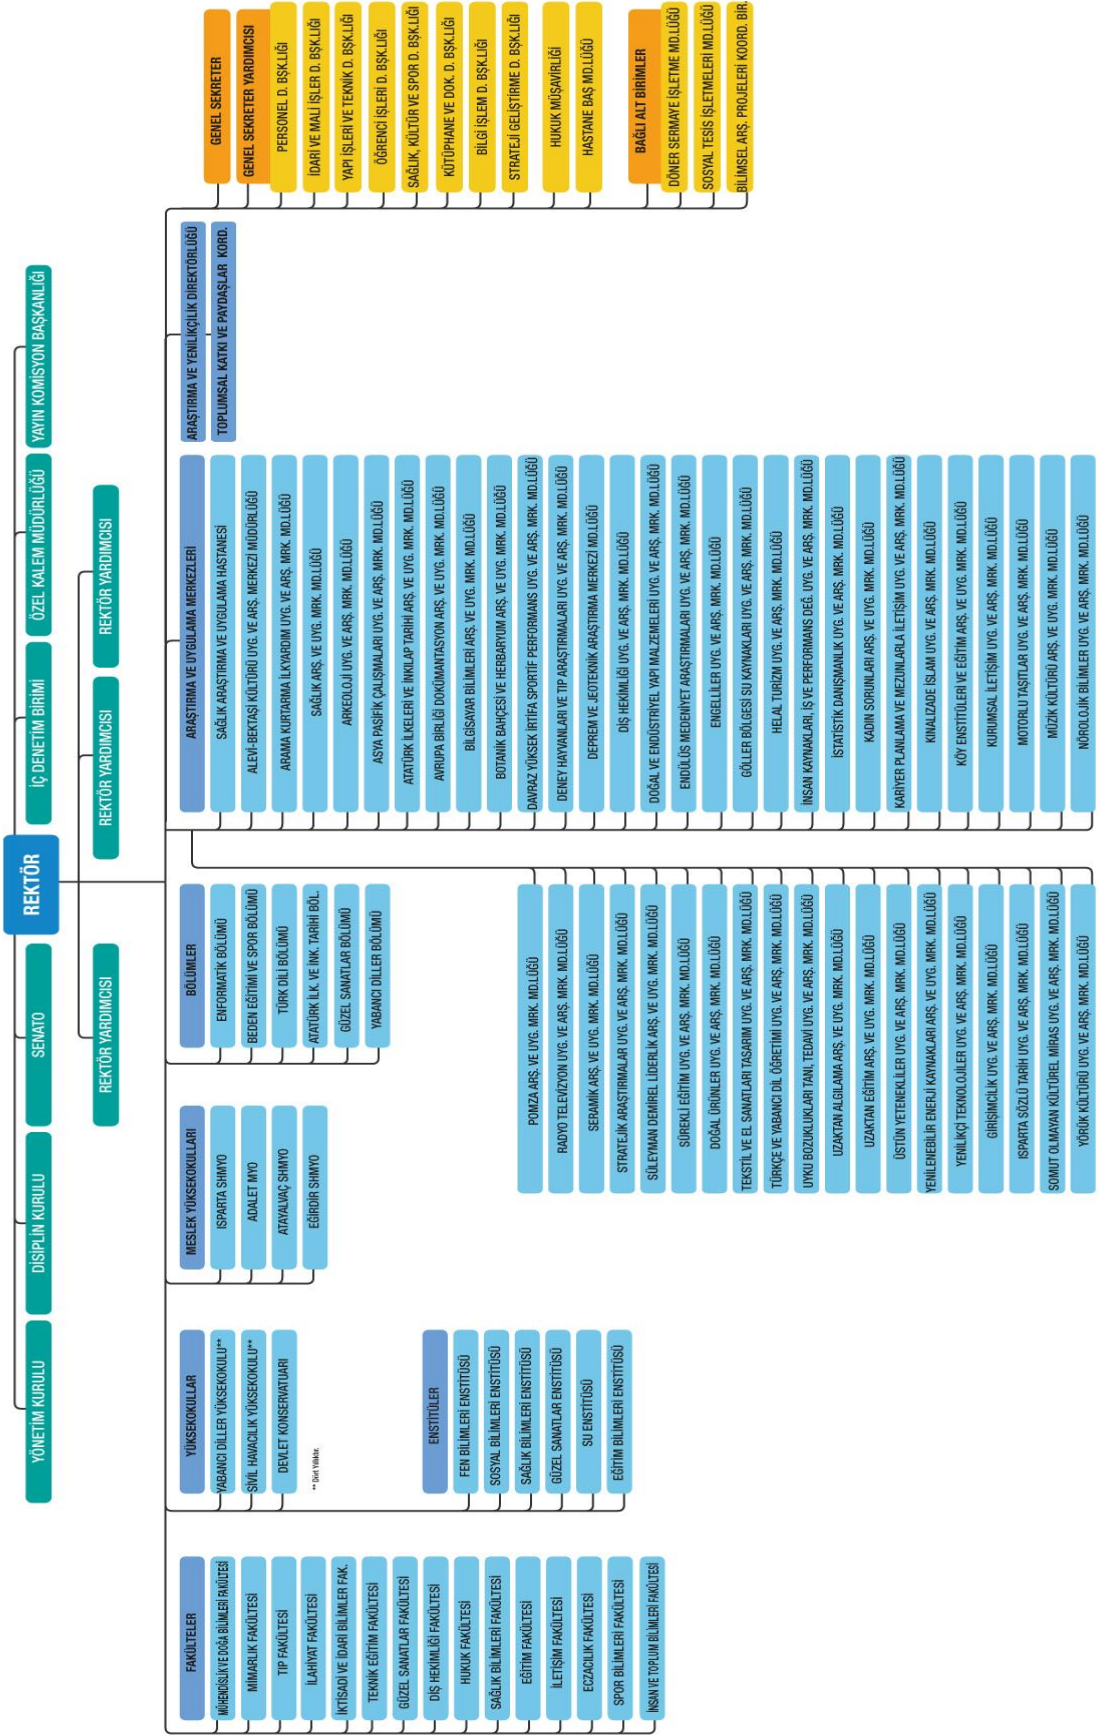 REKTÖR
YÖNETİM KURULU
DİSİPLİN KURULU
SENATO
İÇ DENETİM BİRİMİ
ÖZEL KALEM MÜDÜRLÜĞÜ
YAYIN KOMİSYON BAŞKANLIĞI
REKTÖR YARDIMCISI
REKTÖR YARDIMCISI
REKTÖR YARDIMCISI
FAKÜLTELER
MÜHENDİSLİK VE DOĞA BİLİMLERİ FAKÜLTESİ
MİMARLIK FAKÜLTESİ
TIP FAKÜLTESİ
İLAHİYAT FAKÜLTESİ
İKTİSADİ VE İDARİ BİLİMLER FAK.
TEKNİK EĞİTİM FAKÜLTESİ
GÜZEL SANATLAR FAKÜLTESİ
DİŞ HEKİMLİĞİ FAKÜLTESİ
HUKUK FAKÜLTESİ
SAĞLIK BİLİMLERİ FAKÜLTESİ
EĞİTİM FAKÜLTESİ
İLETİŞİM FAKÜLTESİ
ECZACILIK FAKÜLTESİ
SPOR BİLİMLERİ FAKÜLTESİ
İNSAN VE TOPLUM BİLİMLERİ FAKÜLTESİ
YÜKSEKOKULLAR
YABANCI DİLLER YÜKSEKOKULU**
SİVİL HAVACILIK YÜKSEKOKULU**
DEVLET KONSERVATUARI
** Dört Yıllıktır.
ENSTİTÜLER
FEN BİLİMLERİ ENSTİTÜSÜ
SOSYAL BİLİMLERİ ENSTİTÜSÜ
SAĞLIK BİLİMLERİ ENSTİTÜSÜ
GÜZEL SANATLAR ENSTİTÜSÜ
SU ENSTİTÜSÜ
EĞİTİM BİLİMLERİ ENSTİTÜSÜ
MESLEK YÜKSEKOKULLARI
ISPARTA SHMYO
ADALET MYO
ATAYALVAÇ SHMYO
EĞİRDİR SHMYO
BÖLÜMLER
ENFORMATİK BÖLÜMÜ
BEDEN EĞİTİMİ VE SPOR BÖLÜMÜ
TÜRK DİLİ BÖLÜMÜ
ATATÜRK İLK. VE İNK. TARİHİ BÖL.
GÜZEL SANATLAR BÖLÜMÜ
YABANCI DİLLER BÖLÜMÜ
POMZA ARŞ. VE UYG. MRK. MD.LÜĞÜ
RADYO TELEVİZYON UYG. VE ARŞ. MRK. MD.LÜĞÜ
SERAMİK ARŞ. VE UYG. MRK. MD.LÜĞÜ
STRATEJİK ARAŞTIRMALAR UYG. VE ARŞ. MRK. MD.LÜĞÜ
SÜLEYMAN DEMİREL LİDERLİK ARŞ. VE UYG. MRK. MD.LÜĞÜ
SÜREKLİ EĞİTİM UYG. VE ARŞ. MRK. MD.LÜĞÜ
DOĞAL ÜRÜNLER UYG. VE ARŞ. MRK. MD.LÜĞÜ
TEKSTİL VE EL SANATLARI TASARIM UYG. VE ARŞ. MRK. MD.LÜĞÜ
TÜRKÇE VE YABANCI DİL ÖĞRETİMİ UYG. VE ARŞ. MRK. MD.LÜĞÜ
UYKU BOZUKLUKLARI TANI, TEDAVİ UYG. VE ARŞ. MRK. MD.LÜĞÜ
UZAKTAN ALGILAMA ARŞ. VE UYG. MRK. MD.LÜĞÜ
UZAKTAN EĞİTİM ARŞ. VE UYG. MRK. MD.LÜĞÜ
ÜSTÜN YETENEKLİLER UYG. VE ARŞ. MRK. MD.LÜĞÜ
YENİLENEBİLİR ENERJİ KAYNAKLARI ARŞ. VE UYG. MRK. MD.LÜĞÜ
YENİLİKÇİ TEKNOLOJİLER UYG. VE ARŞ. MRK. MD.LÜĞÜ
GİRİŞİMCİLİK UYG. VE ARŞ. MRK. MD.LÜĞÜ
ISPARTA SÖZLÜ TARİH UYG. VE ARŞ. MRK. MD.LÜĞÜ
SOMUT OLMAYAN KÜLTÜREL MİRAS UYG. VE ARŞ. MRK. MD.LÜĞÜ
YÖRÜK KÜLTÜRÜ UYG. VE ARŞ. MRK. MD.LÜĞÜ
ARAŞTIRMA VE UYGULAMA MERKEZLERİ
SAĞLIK ARAŞTIRMA VE UYGULAMA HASTANESİ
ALEVİ-BEKTAŞİ KÜLTÜRÜ UYG. VE ARŞ. MERKEZİ MÜDÜRLÜĞÜ
ARAMA KURTARMA İLKYARDIM UYG. VE ARŞ. MRK. MD.LÜĞÜ
SAĞLIK ARŞ. VE UYG. MRK. MD.LÜĞÜ
ARKEOLOJİ UYG. VE ARŞ. MRK. MD.LÜĞÜ
ASYA PASİFİK ÇALIŞMALARI UYG. VE ARŞ. MRK. MD.LÜĞÜ
ATATÜRK İLKELERİ VE İNKILAP TARİHİ ARŞ. VE UYG. MRK. MD.LÜĞÜ
AVRUPA BİRLİĞİ DOKÜMANTASYON ARŞ. VE UYG. MRK. MD.LÜĞÜ
BİLGİSAYAR BİLİMLERİ ARŞ. VE UYG. MRK. MD.LÜĞÜ
BOTANİK BAHÇESİ VE HERBARYUM ARŞ. VE UYG. MRK. MD.LÜĞÜ
DAVRAZ YÜKSEK İRTİFA SPORTİF PERFORMANS UYG. VE ARŞ. MRK. MD.LÜĞÜ
DENEY HAYVANLARI VE TIP ARAŞTIRMALARI UYG. VE ARŞ. MRK. MD.LÜĞÜ
DEPREM VE JEOTEKNİK ARAŞTIRMA MERKEZİ MD.LÜĞÜ
DİŞ HEKİMLİĞİ UYG. VE ARŞ. MRK. MD.LÜĞÜ
DOĞAL VE ENDÜSTRİYEL YAPI MALZEMELERİ UYG. VE ARŞ. MRK. MD.LÜĞÜ
ENDÜLÜS MEDENİYET ARAŞTIRMALARI UYG. VE ARŞ. MRK. MD.LÜĞÜ
ENGELLİLER UYG. VE ARŞ. MRK. MD.LÜĞÜ
GÖLLER BÖLGESİ SU KAYNAKLARI UYG. VE ARŞ. MRK. MD.LÜĞÜ
HELAL TURİZM UYG. VE ARŞ. MRK. MD.LÜĞÜ
İNSAN KAYNAKLARI, İŞ VE PERFORMANS DEĞ. UYG. VE ARŞ. MRK. MD.LÜĞÜ
İSTATİSTİK DANIŞMANLIK UYG. VE ARŞ. MRK. MD.LÜĞÜ
KADIN SORUNLARI ARŞ. VE UYG. MRK. MD.LÜĞÜ
KARİYER PLANLAMA VE MEZUNLARLA İLETİŞİM UYG. VE ARŞ. MRK. MD.LÜĞÜ
KINALIZADE İSLAM UYG. VE ARŞ. MRK. MD.LÜĞÜ
KÖY ENSTİTÜLERİ VE EĞİTİM ARŞ. VE UYG. MRK. MD.LÜĞÜ
KURUMSAL İLETİŞİM UYG. VE ARŞ. MRK. MD.LÜĞÜ
MOTORLU TAŞITLAR UYG. VE ARŞ. MRK. MD.LÜĞÜ
MÜZİK KÜLTÜRÜ ARŞ. VE UYG. MRK. MD.LÜĞÜ
NÖROLOJİK BİLİMLER UYG. VE ARŞ. MRK. MD.LÜĞÜ
ARAŞTIRMA VE YENİLİKÇİLİK DİREKTÖRLÜĞÜ
TOPLUMSAL KATKI VE PAYDAŞLAR KORD.
GENEL SEKRETER
GENEL SEKRETER YARDIMCISI
PERSONEL D. BŞK.LIĞI
İDARİ VE MALİ İŞLER D. BŞK.LIĞI
YAPI İŞLERİ VE TEKNİK D. BŞK.LIĞI
ÖĞRENCİ İŞLERİ D. BŞK.LIĞI
SAĞLIK, KÜLTÜR VE SPOR D. BŞK.LIĞI
KÜTÜPHANE VE DOK. D. BŞK.LIĞI
BİLGİ İŞLEM D. BŞK.LIĞI
STRATEJİ GELİŞTİRME D. BŞK.LIĞI
HUKUK MÜŞAVİRLİĞİ
HASTANE BAŞ MD.LÜĞÜ
BAĞLI ALT BİRİMLER
DÖNER SERMAYE İŞLETME MD.LÜĞÜ
SOSYAL TESİS İŞLETMELERİ MD.LÜĞÜ
BİLİMSEL ARŞ. PROJELERİ KOORD. BİR.